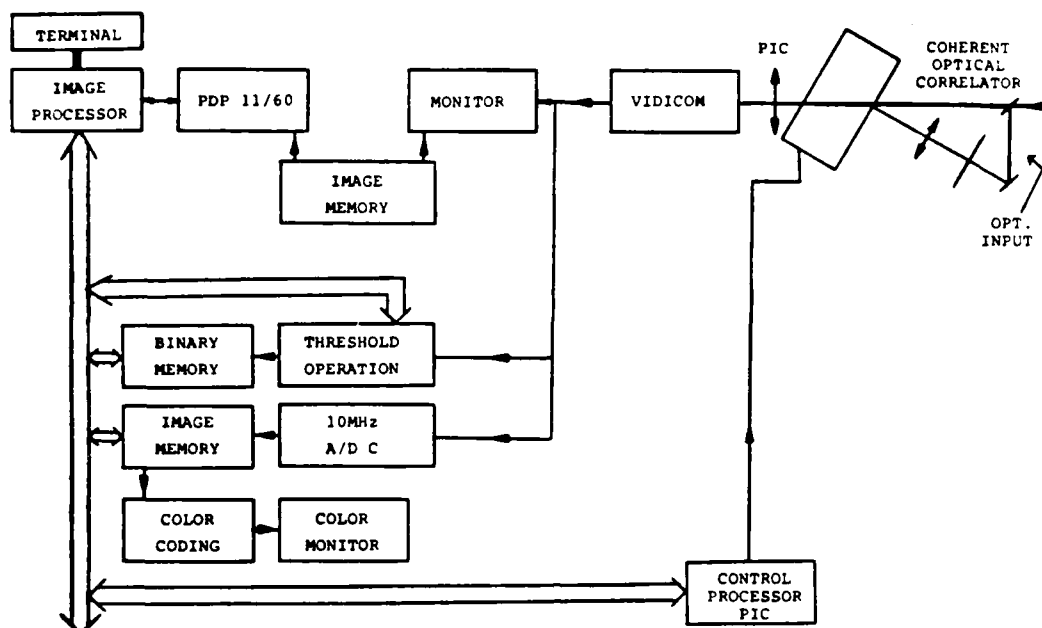 TERMINAL
IMAGE
PROCESSOR
PDP 11/60
MONITOR
VIDICOM
PIC
COHERENT
OPTICAL
CORRELATOR
IMAGE
MEMORY
OPT.
INPUT
BINARY
MEMORY
THRESHOLD
OPERATION
IMAGE
MEMORY
10MHz
A/D C
COLOR
CODING
COLOR
MONITOR
CONTROL
PROCESSOR
PIC